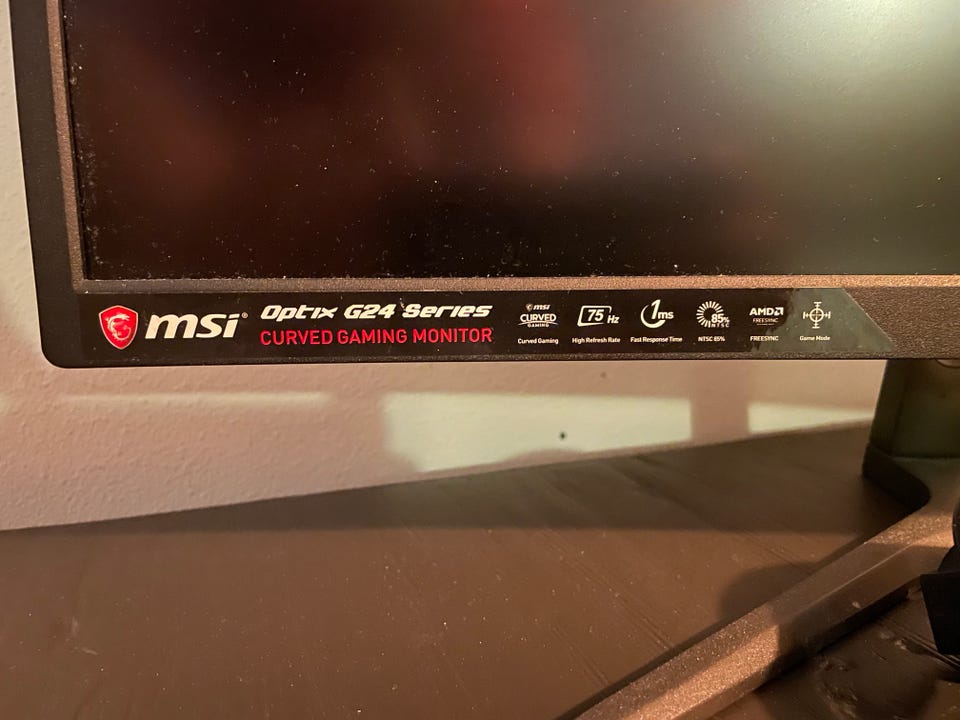 msi® Optix G24 Series
CURVED GAMING MONITOR
msi
CURVED
GAMING
Curved Gaming
75 Hz
High Refresh Rate
1ms
Fast Response Time
85%
NTSC
NTSC 85%
AMD
FREESYNC
FREESYNC
Game Mode